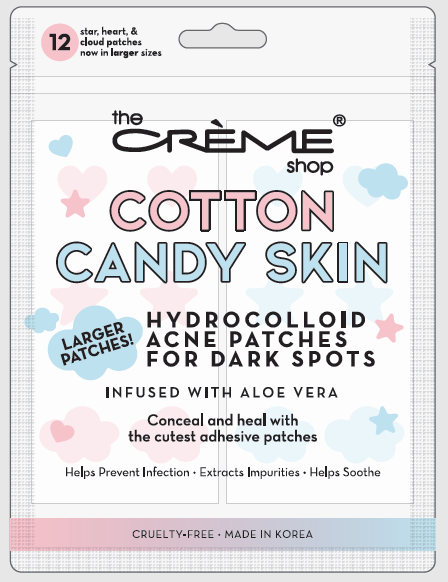 12
star, heart, &
cloud patches
now in larger sizes
the
CRÈME®
shop
COTTON
CANDY SKIN
LARGER
PATCHES!
HYDROCOLLOID
ACNE PATCHES
FOR DARK SPOTS
INFUSED WITH ALOE VERA
Conceal and heal with
the cutest adhesive patches
Helps Prevent Infection · Extracts Impurities · Helps Soothe
CRUELTY-FREE · MADE IN KOREA